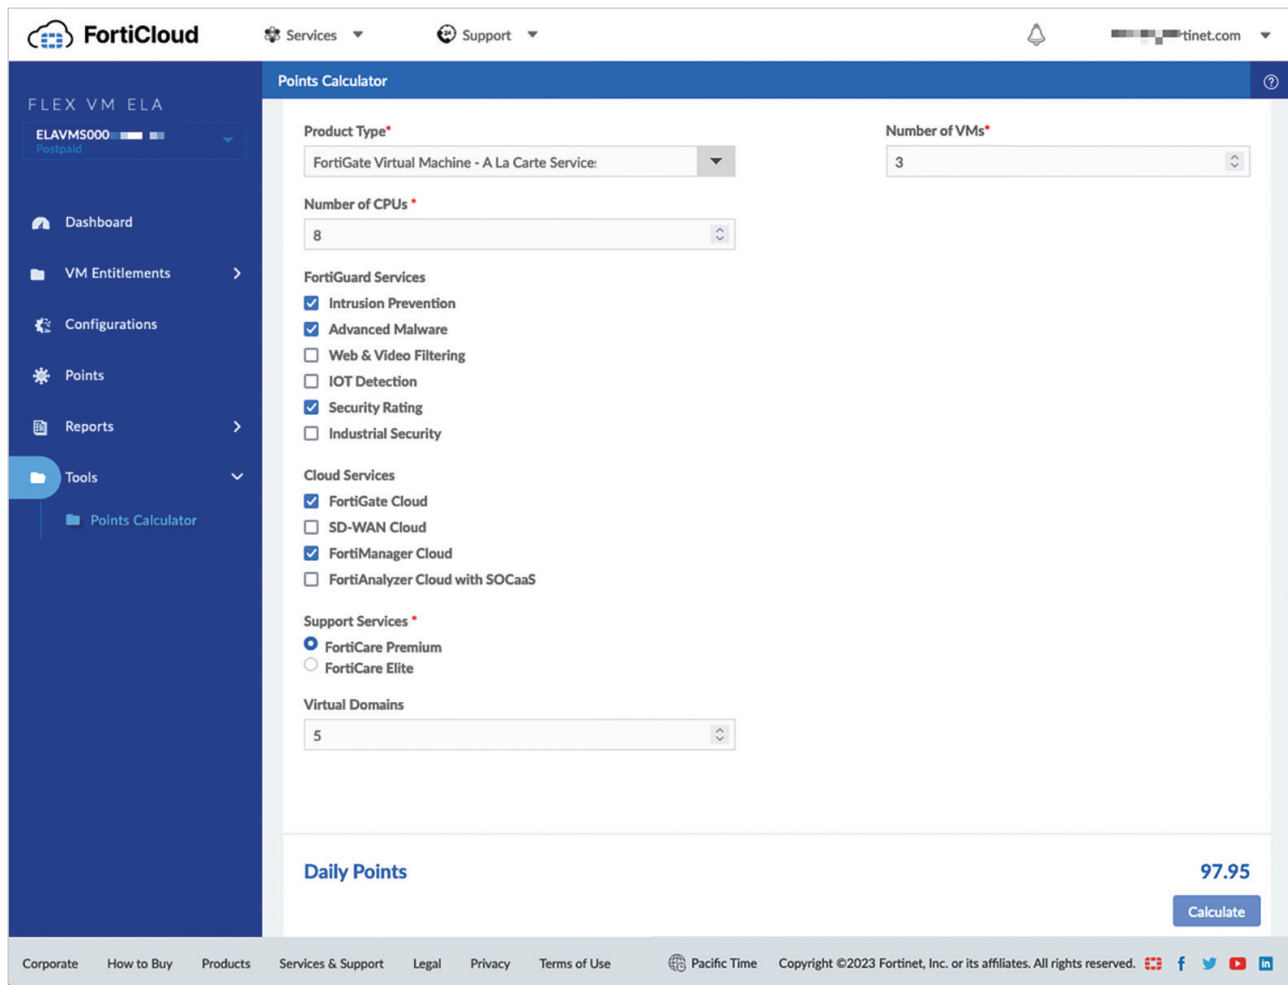 FortiCloud
Services
Support
tinet.com
FLEX VM ELA
ELAVMS000
Postpaid
Dashboard
VM Entitlements
Configurations
Points
Reports
Tools
Points Calculator
Points Calculator
Product Type*
FortiGate Virtual Machine - A La Carte Service
Number of VMs*
3
Number of CPUs *
8
FortiGuard Services
Intrusion Prevention
Advanced Malware
Web & Video Filtering
IOT Detection
Security Rating
Industrial Security
Cloud Services
FortiGate Cloud
SD-WAN Cloud
FortiManager Cloud
FortiAnalyzer Cloud with SOCaaS
Support Services *
FortiCare Premium
FortiCare Elite
Virtual Domains
5
Daily Points
97.95
Calculate
Corporate How to Buy Products Services & Support Legal Privacy Terms of Use Pacific Time Copyright ©2023 Fortinet, Inc. or its affiliates. All rights reserved.